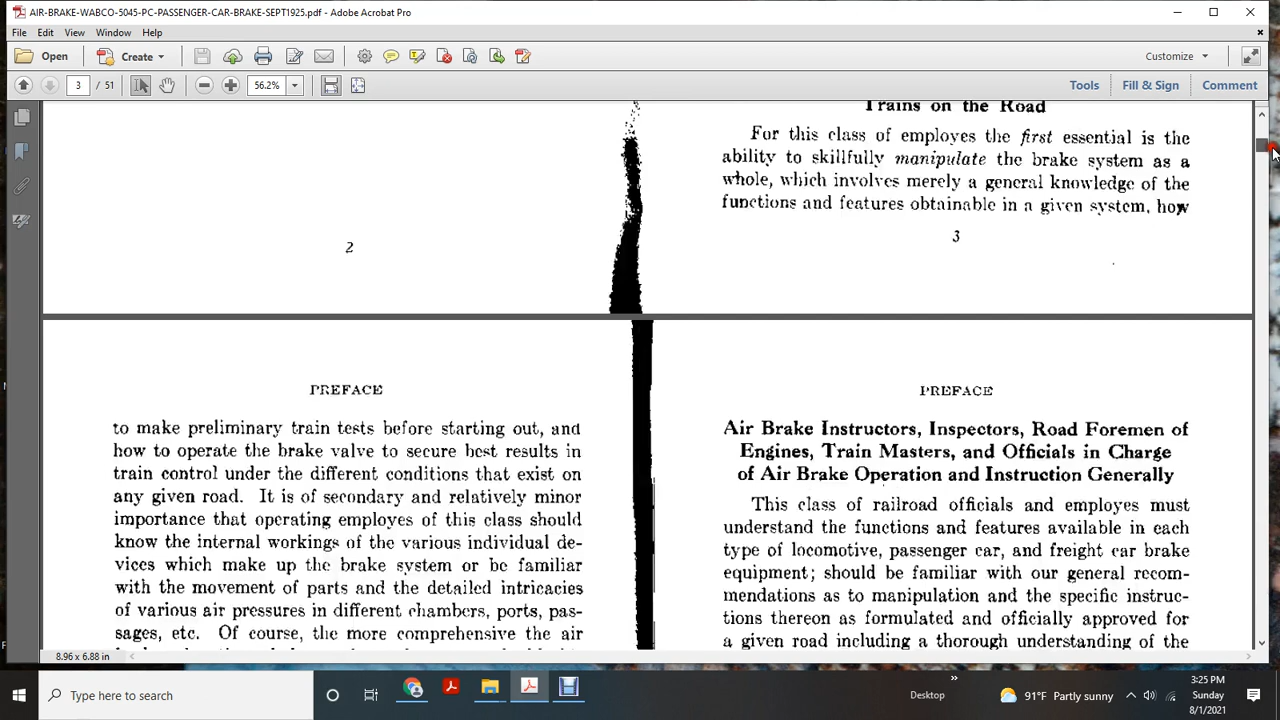 AIR-BRAKE-WABCO-5045-PC-PASSENGER-CAR-BRAKE-SEPT1925.pdf - Adobe Acrobat Pro
File Edit View Window Help
Open Create Customize
3 / 51 56.2% Tools Fill & Sign Comment
2
Trains on the Road
For this class of employes the first essential is the
ability to skillfully manipulate the brake system as a
whole, which involves merely a general knowledge of the
functions and features obtainable in a given system, how
3
PREFACE
to make preliminary train tests before starting out, and
how to operate the brake valve to secure best results in
train control under the different conditions that exist on
any given road. It is of secondary and relatively minor
importance that operating employes of this class should
know the internal workings of the various individual de-
vices which make up the brake system or be familiar
with the movement of parts and the detailed intricacies
of various air pressures in different chambers, ports, pas-
sages, etc. Of course, the more comprehensive the air
PREFACE
Air Brake Instructors, Inspectors, Road Foremen of
Engines, Train Masters, and Officials in Charge
of Air Brake Operation and Instruction Generally
This class of railroad officials and employes must
understand the functions and features available in each
type of locomotive, passenger car, and freight car brake
equipment; should be familiar with our general recom-
mendations as to manipulation and the specific instruc-
tions thereon as formulated and officially approved for
a given road including a thorough understanding of the
8.96 x 6.88 in
Type here to search
Desktop
91°F Partly sunny
3:25 PM
Sunday
8/1/2021